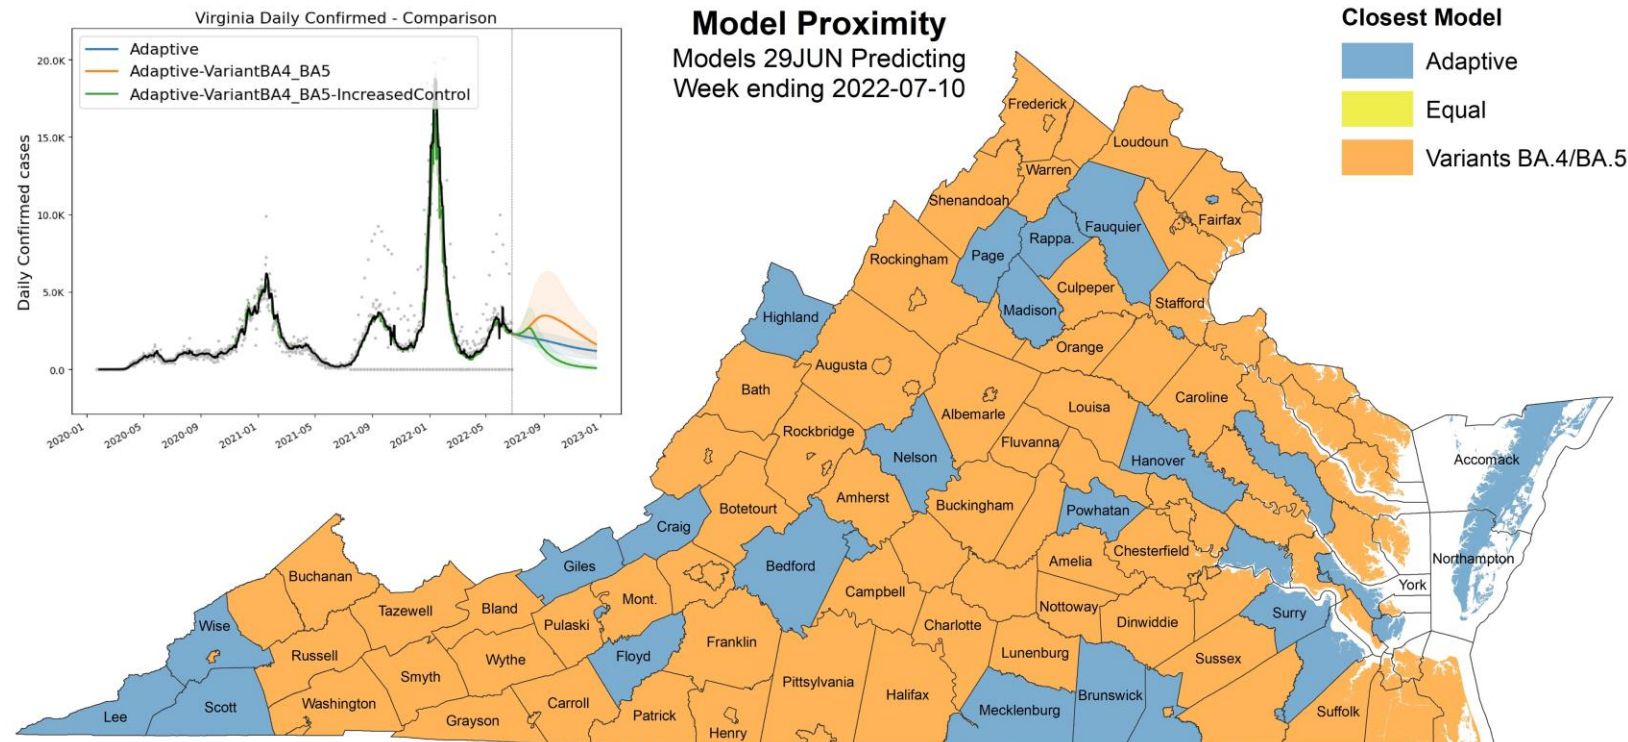 Virginia Daily Confirmed - Comparison
Adaptive
Adaptive-VariantBA4_BA5
Adaptive-VariantBA4_BA5-IncreasedControl
Daily Confirmed cases
20.0K
15.0K
10.0K
5.0K
0.0
2020-01
2020-05
2020-09
2021-01
2021-05
2021-09
2022-01
2022-05
2022-09
2023-01
Model Proximity
Models 29JUN Predicting
Week ending 2022-07-10
Closest Model
Adaptive
Equal
Variants BA.4/BA.5
Frederick
Loudoun
Warren
Shenandoah
Fairfax
Fauquier
Rappa.
Page
Rockingham
Culpeper
Stafford
Madison
Highland
Orange
Augusta
Bath
Caroline
Louisa
Albemarle
Rockbridge
Fluvanna
Nelson
Hanover
Accomack
Amherst
Buckingham
Botetourt
Powhatan
Craig
Chesterfield
Amelia
Northampton
Giles
Bedford
Buchanan
York
Campbell
Mont.
Nottoway
Tazewell
Bland
Surry
Dinwiddie
Pulaski
Charlotte
Wise
Franklin
Lunenburg
Russell
Floyd
Wythe
Sussex
Smyth
Pittsylvania
Halifax
Brunswick
Washington
Carroll
Scott
Mecklenburg
Suffolk
Lee
Patrick
Grayson
Henry